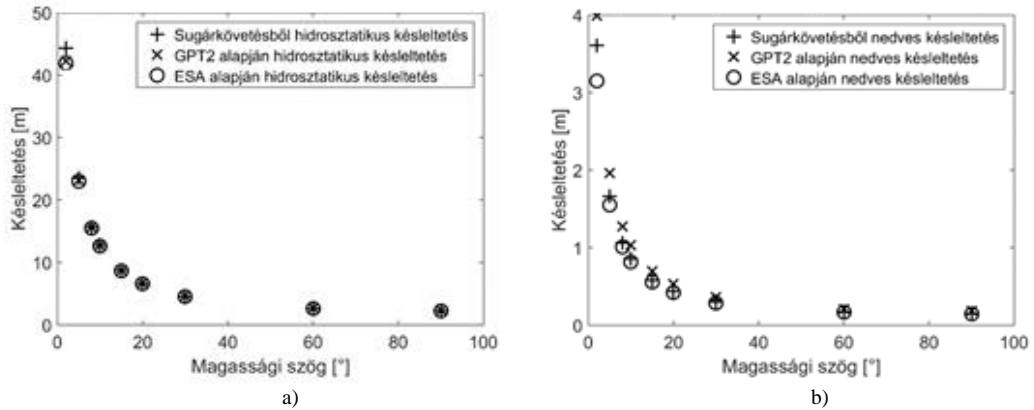 50
40
30
20
10
0
Késleltetés [m]
+ Sugárkövetésből hidrosztatikus késleltetés
× GPT2 alapján hidrosztatikus késleltetés
O ESA alapján hidrosztatikus késleltetés
0 20 40 60 80 100
Magassági szög [°]
a)
4
3
2
1
0
Késleltetés [m]
+ Sugárkövetésből nedves késleltetés
× GPT2 alapján nedves késleltetés
O ESA alapján nedves késleltetés
0 20 40 60 80 100
Magassági szög [°]
b)